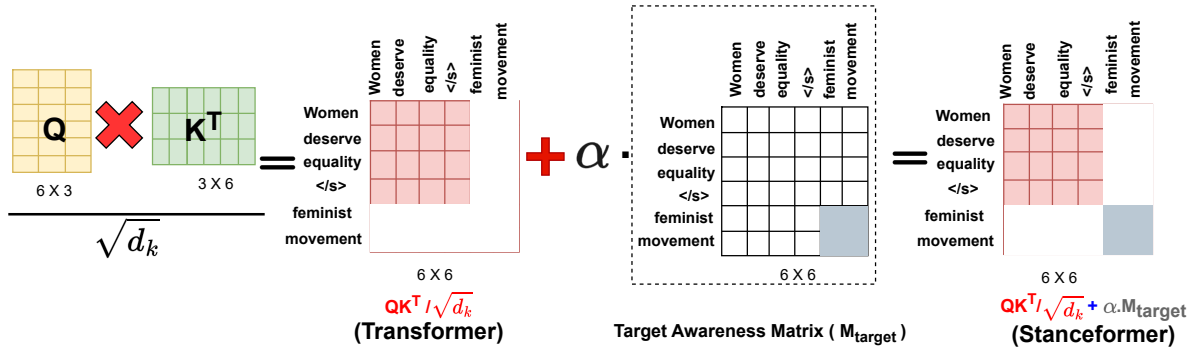 Q
K^T
6 X 3
3 X 6
√d_k
=
Women
deserve
equality
</s>
feminist
movement
Women
deserve
equality
</s>
feminist
movement
6 X 6
QK^T/√d_k
(Transformer)
+
α ·
Women
deserve
equality
</s>
feminist
movement
Women
deserve
equality
</s>
feminist
movement
6 X 6
Target Awareness Matrix ( M_target )
=
Women
deserve
equality
</s>
feminist
movement
Women
deserve
equality
</s>
feminist
movement
6 X 6
QK^T/√d_k + α.M_target
(Stanceformer)